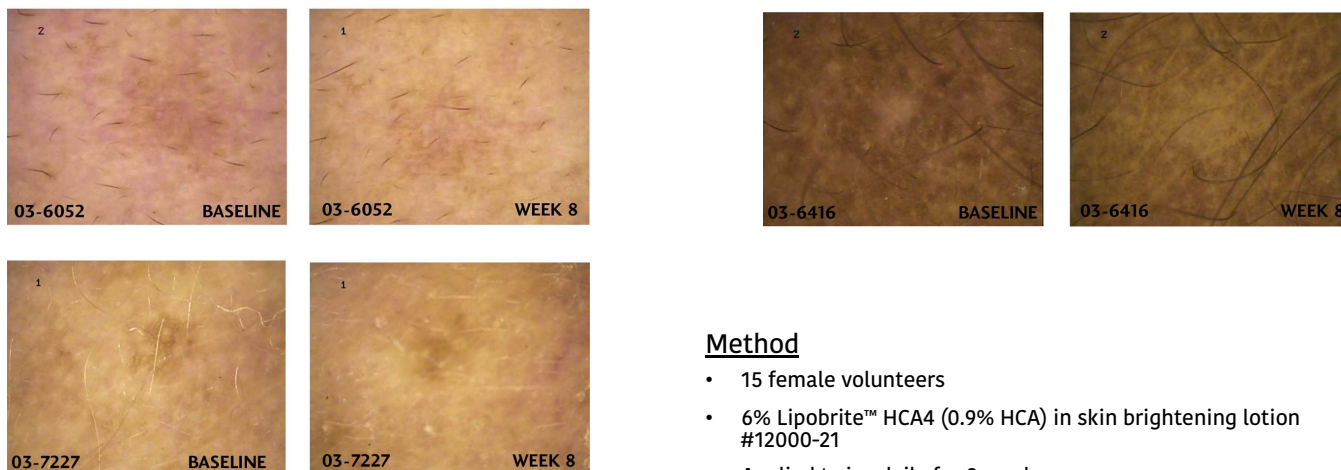 2
1
03-6052 BASELINE
03-6052 WEEK 8
2
2
03-6416 BASELINE
03-6416 WEEK 8
1
1
03-7227 BASELINE
03-7227 WEEK 8
Method
• 15 female volunteers
• 6% Lipobrite™ HCA4 (0.9% HCA) in skin brightening lotion
#12000-21